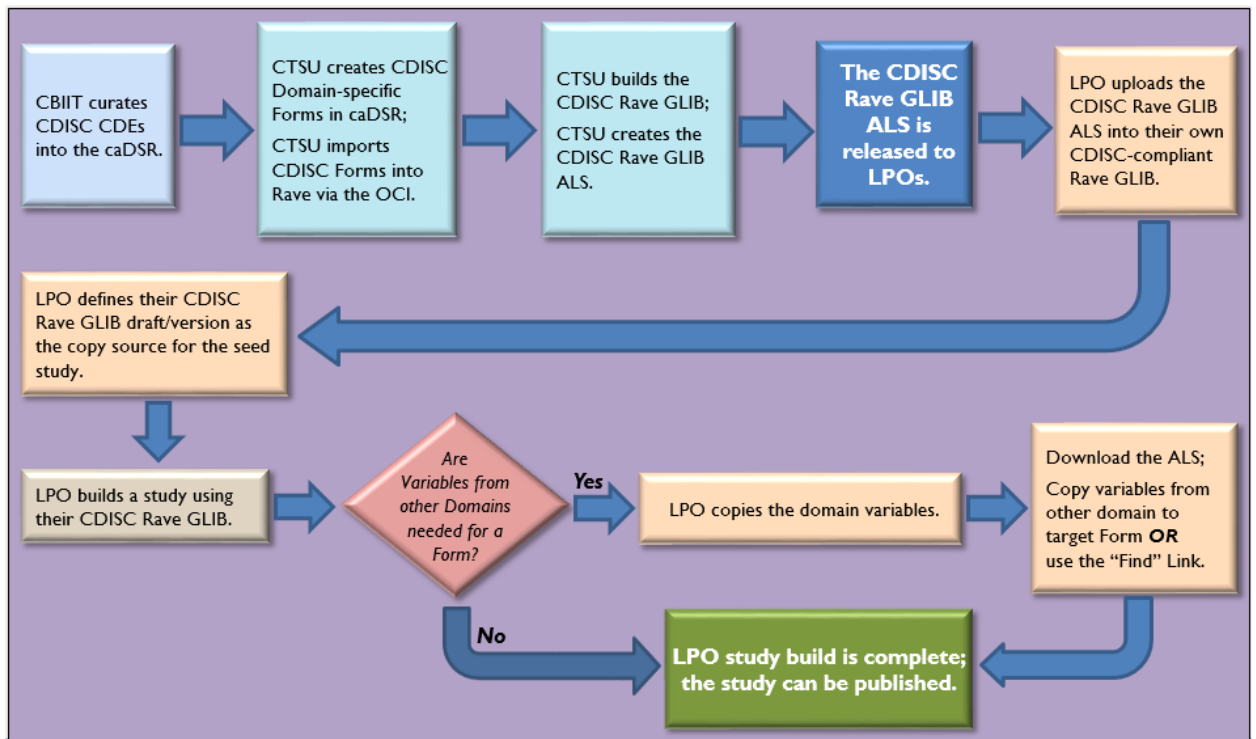 CBIIT curates
CDISC CDEs
into the caDSR.
CTSU creates CDISC
Domain-specific
Forms in caDSR;
CTSU imports
CDISC Forms into
Rave via the OCI.
CTSU builds the
CDISC Rave GLIB;
CTSU creates the
CDISC Rave GLIB
ALS.
The CDISC
Rave GLIB
ALS is
released to
LPOs.
LPO uploads the
CDISC Rave GLIB
ALS into their own
CDISC-compliant
Rave GLIB.
LPO defines their CDISC
Rave GLIB draft/version as
the copy source for the seed
study.
LPO builds a study using
their CDISC Rave GLIB.
Are
Variables from
other Domains
needed for a
Form?
Yes
LPO copies the domain variables.
Download the ALS;
Copy variables from
other domain to
target Form OR
use the “Find” Link.
No
LPO study build is complete;
the study can be published.